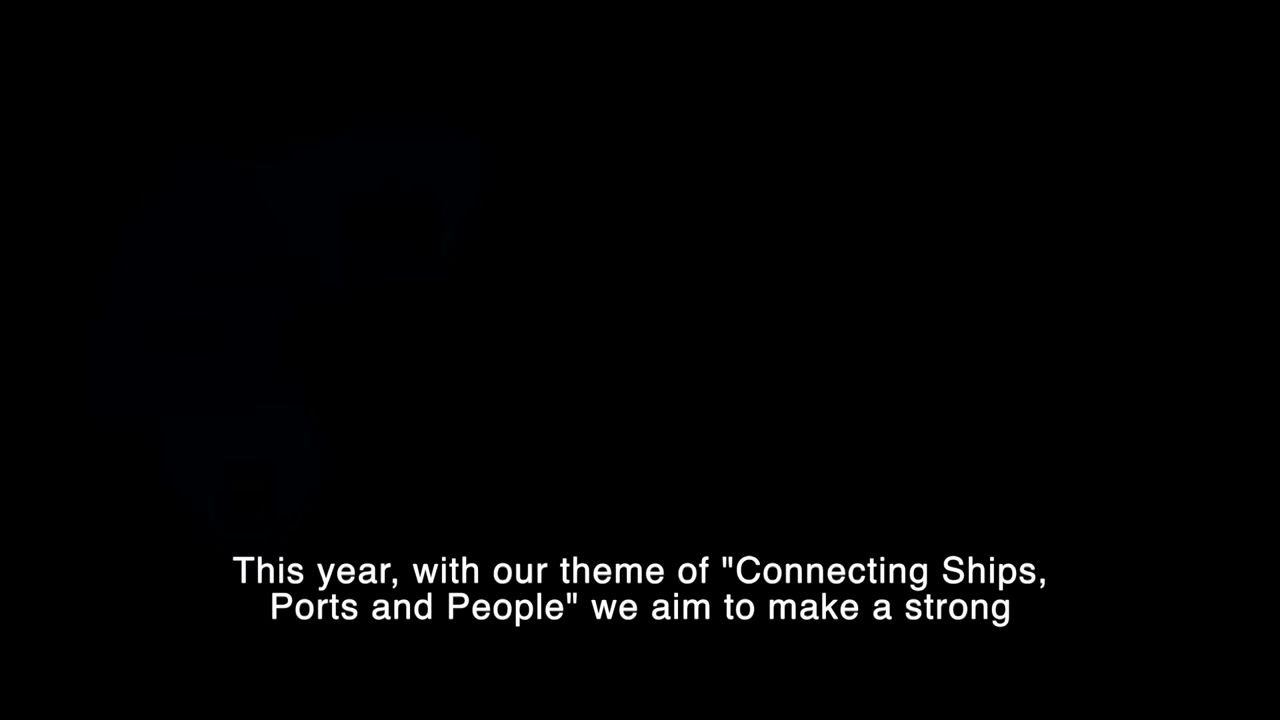 This year, with our theme of "Connecting Ships,
Ports and People" we aim to make a strong